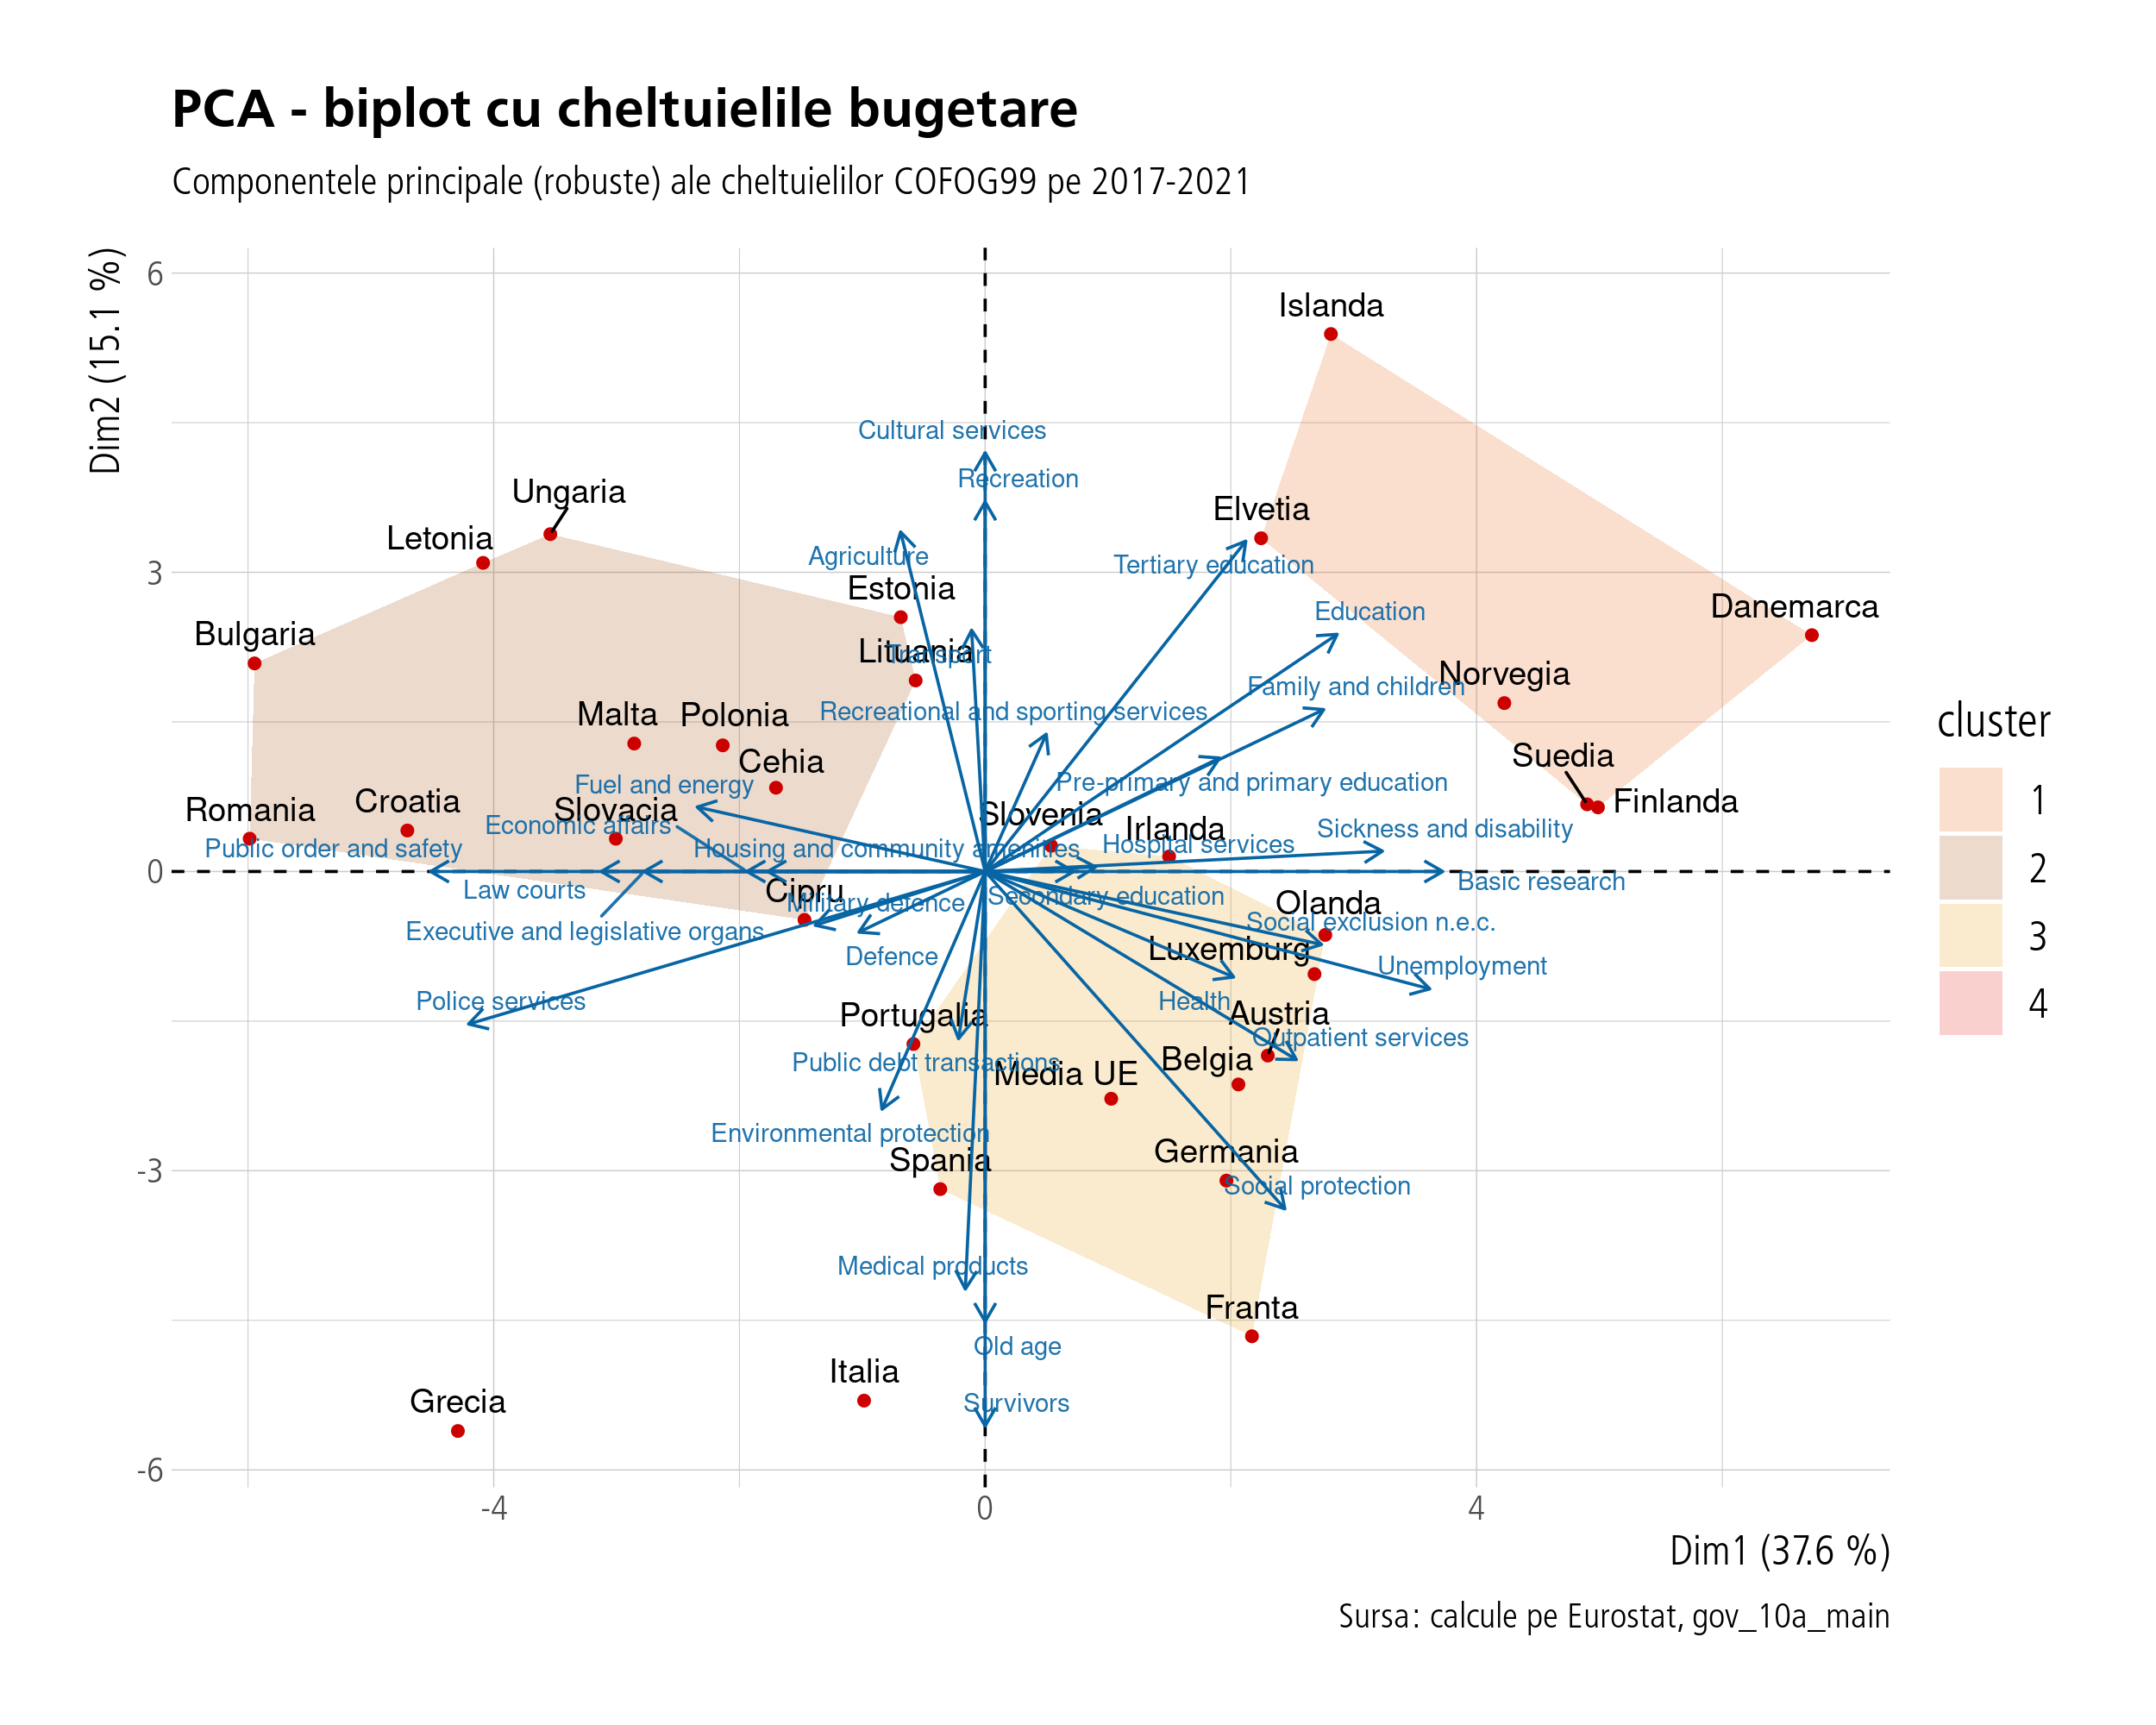 PCA - biplot cu cheltuielile bugetare
Componentele principale (robuste) ale cheltuielilor COFOG99 pe 2017-2021
Dim2 (15.1 %)
6
3
0
-3
-6
Islanda
Cultural services
Recreation
Ungaria
Elvetia
Letonia
Agriculture
Tertiary education
Estonia
Education
Danemarca
Bulgaria
Lituania
Transport
Norvegia
Family and children
Recreational and sporting services
Malta
Polonia
Suedia
Cehia
Fuel and energy
Pre-primary and primary education
Finlanda
Romania
Croatia
Slovacia
Slovenia
Economic affairs
Irlanda
Sickness and disability
Public order and safety
Housing and community amenities
Hospital services
Law courts
Cipru
Military defence
Secondary education
Basic research
Olanda
Executive and legislative organs
Social exclusion n.e.c.
Defence
Luxemburg
Unemployment
Police services
Health
Portugalia
Austria
Outpatient services
Public debt transactions
Media UE
Belgia
Environmental protection
Spania
Germania
Social protection
Medical products
Franta
Old age
Italia
Grecia
Survivors
-4
0
4
Dim1 (37.6 %)
Sursa: calcule pe Eurostat, gov_10a_main
cluster
1
2
3
4